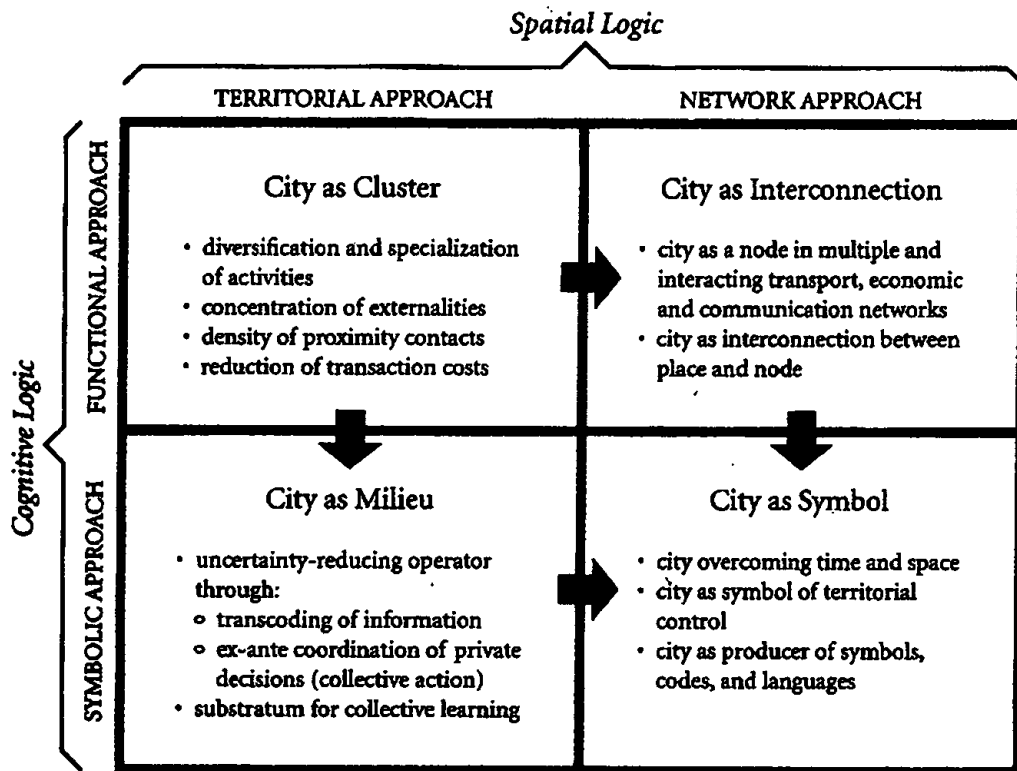 Spatial Logic
TERRITORIAL APPROACH
NETWORK APPROACH
Cognitive Logic
FUNCTIONAL APPROACH
City as Cluster
• diversification and specialization
of activities
• concentration of externalities
• density of proximity contacts
• reduction of transaction costs
City as Interconnection
• city as a node in multiple and
interacting transport, economic
and communication networks
• city as interconnection between
place and node
SYMBOLIC APPROACH
City as Milieu
• uncertainty-reducing operator
through:
o transcoding of information
o ex-ante coordination of private
decisions (collective action)
• substratum for collective learning
City as Symbol
• city overcoming time and space
• city as symbol of territorial
control
• city as producer of symbols,
codes, and languages